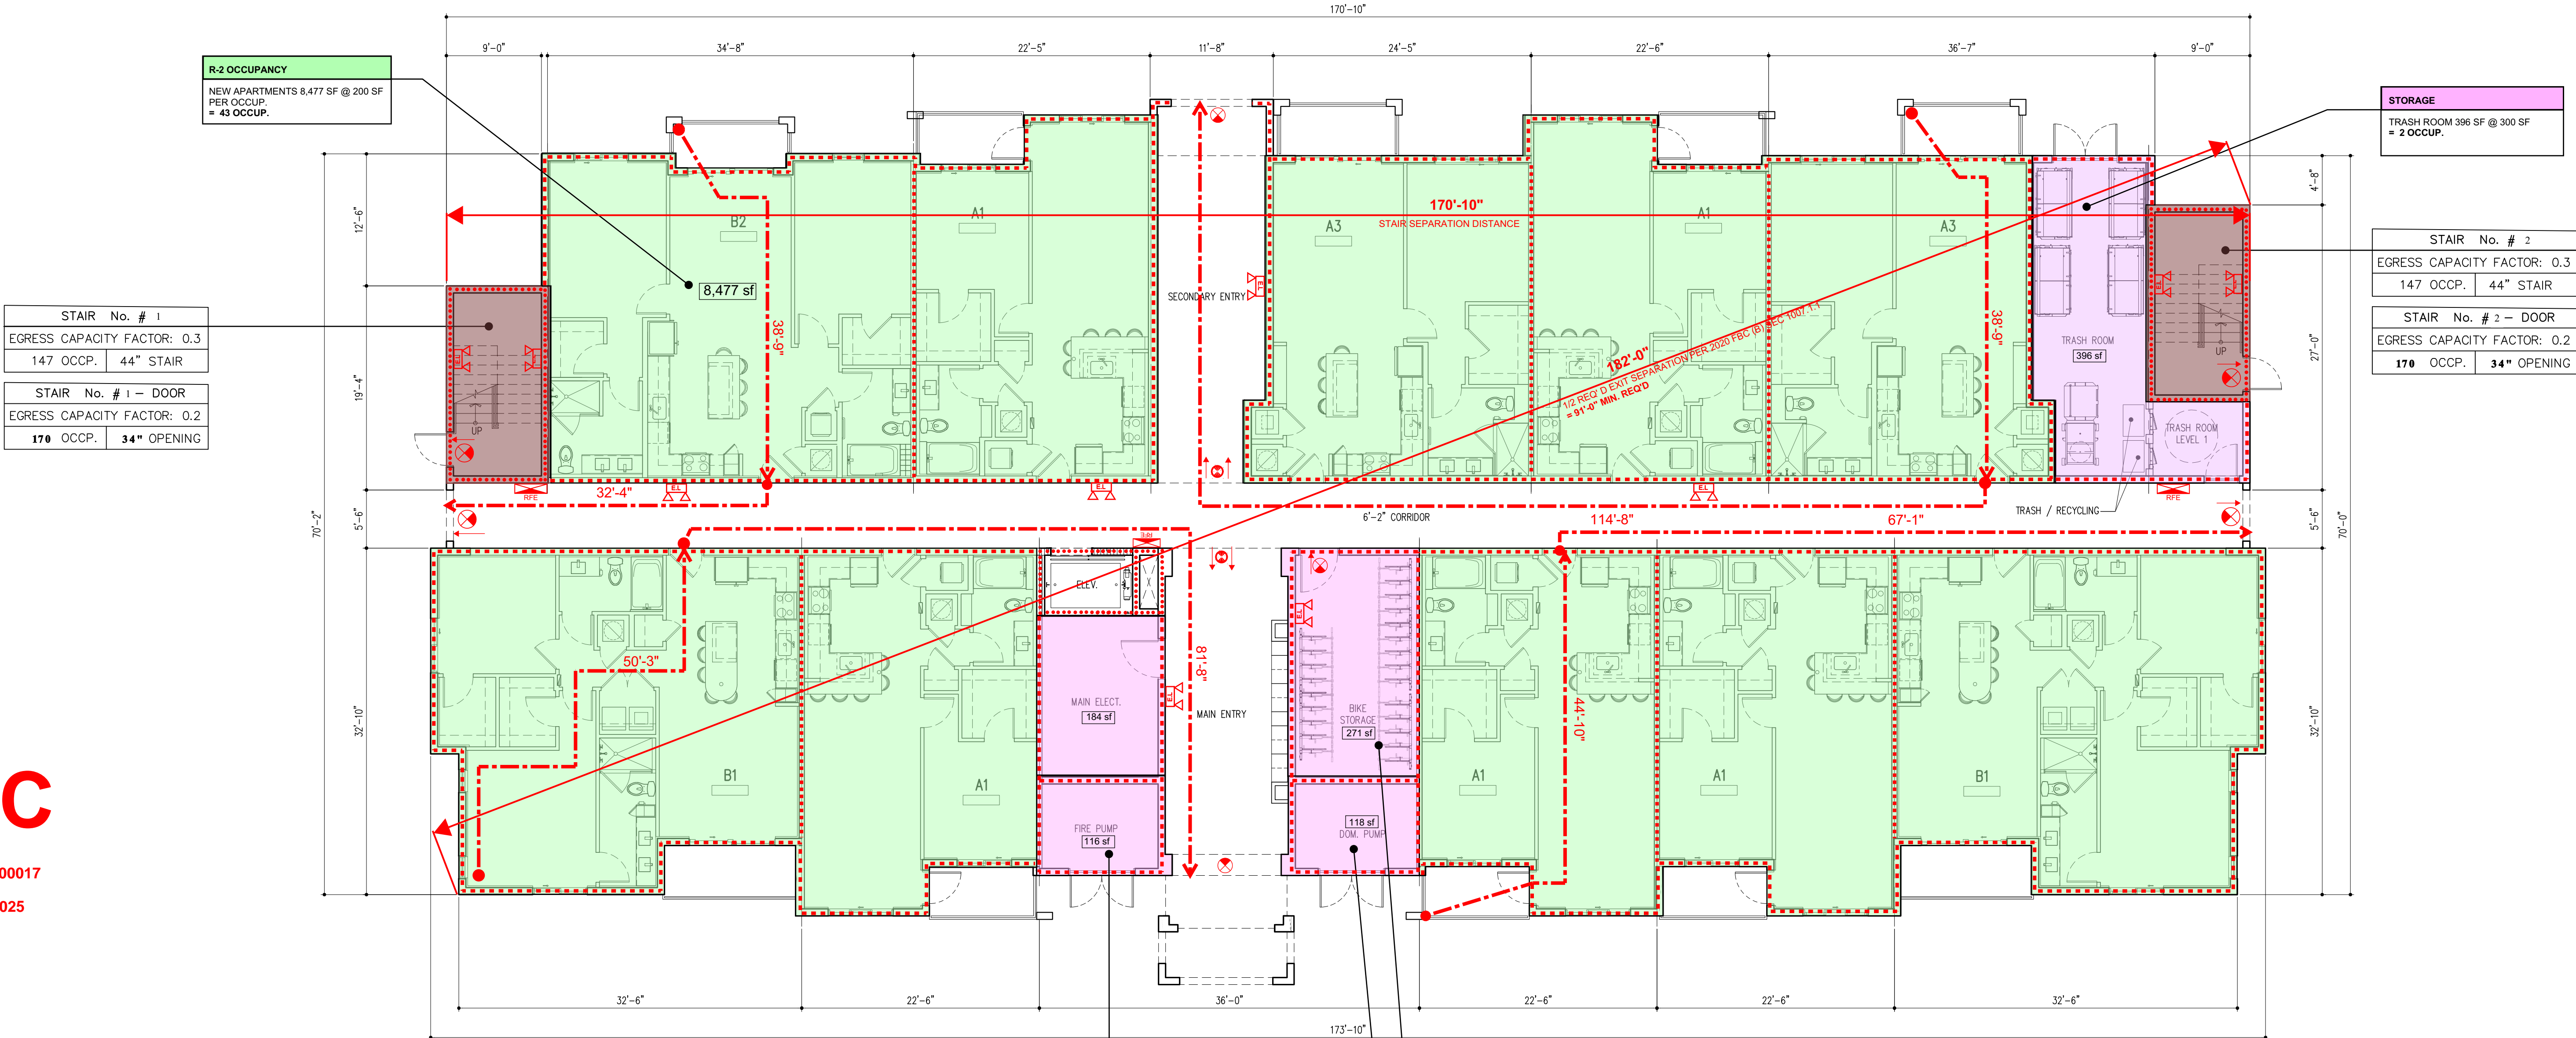 170'-10"
9'-0" 34'-8" 22'-5" 11'-8" 24'-5" 22'-6" 36'-7" 9'-0"
R-2 OCCUPANCY
NEW APARTMENTS 8,477 SF @ 200 SF
PER OCCUP.
= 43 OCCUP.
STORAGE
TRASH ROOM 396 SF @ 300 SF
= 2 OCCUP.
STAIR No. # 1
EGRESS CAPACITY FACTOR: 0.3
147 OCCP. 44" STAIR
STAIR No. # 1 - DOOR
EGRESS CAPACITY FACTOR: 0.2
170 OCCP. 34" OPENING
STAIR No. # 2
EGRESS CAPACITY FACTOR: 0.3
147 OCCP. 44" STAIR
STAIR No. # 2 - DOOR
EGRESS CAPACITY FACTOR: 0.2
170 OCCP. 34" OPENING
12'-6"
19'-4"
5'-6"
32'-10"
70'-2"
4'-8"
27'-0"
5'-6"
32'-10"
70'-0"
170'-10"
STAIR SEPARATION DISTANCE
B2
A1
A3
A1
A3
8,477 sf
SECONDARY ENTRY
E.L
38'-9"
38'-9"
182'-0"
1/2 REQ' D EXIT SEPARATION PER 2020 FBC (B) SEC 1007.1.1
= 91'-0" MIN. REQ'D
TRASH ROOM
396 sf
TRASH ROOM
LEVEL 1
E.L
E.L
UP
UP
RFE
32'-4"
E.L
E.L
E.L
RFE
6'-2" CORRIDOR
114'-8"
67'-1"
TRASH / RECYCLING
ELEV.
50'-3"
81'-8"
44'-10"
MAIN ELECT.
184 sf
E.L
MAIN ENTRY
E.L
BIKE
STORAGE
271 sf
B1
A1
A1
A1
B1
FIRE PUMP
116 sf
118 sf
DOM. PUMP
C
00017
025
32'-6" 22'-6" 36'-0" 22'-6" 22'-6" 32'-6"
173'-10"